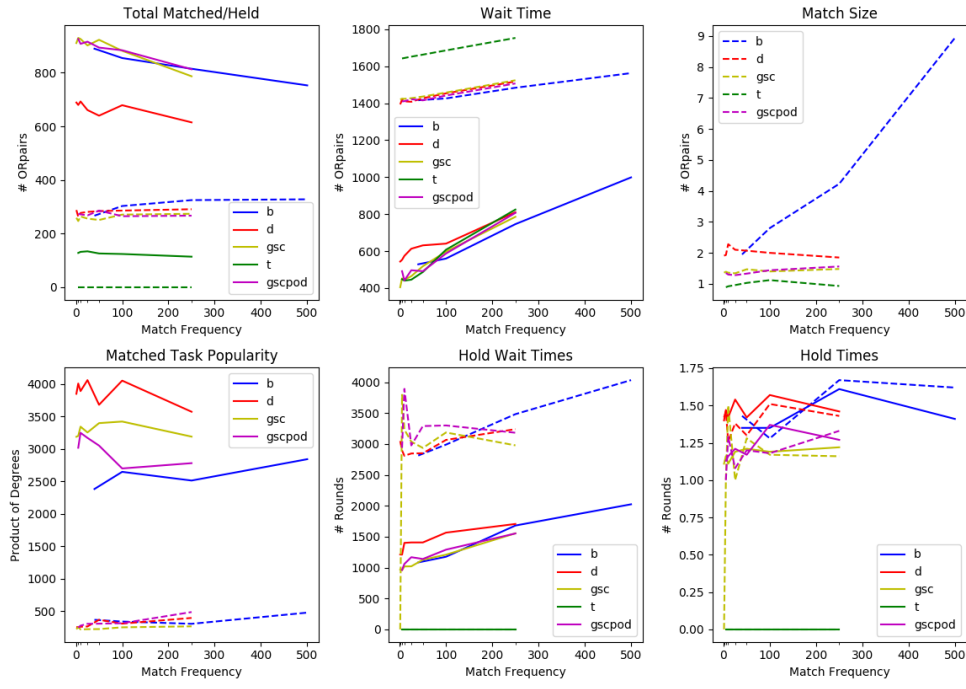 Total Matched/Held
# ORpairs
800
600
400
200
0
0 100 200 300 400 500
Match Frequency
b
d
gsc
t
gscpod
Wait Time
# ORpairs
1800
1600
1400
1200
1000
800
600
400
0 100 200 300 400 500
Match Frequency
b
d
gsc
t
gscpod
Match Size
# ORpairs
9
8
7
6
5
4
3
2
1
0 100 200 300 400 500
Match Frequency
b
d
gsc
t
gscpod
Matched Task Popularity
Product of Degrees
4000
3500
3000
2500
2000
1500
1000
500
0 100 200 300 400 500
Match Frequency
b
d
gsc
gscpod
Hold Wait Times
# Rounds
4000
3500
3000
2500
2000
1500
1000
500
0
0 100 200 300 400 500
Match Frequency
b
d
gsc
t
gscpod
Hold Times
# Rounds
1.75
1.50
1.25
1.00
0.75
0.50
0.25
0.00
0 100 200 300 400 500
Match Frequency
b
d
gsc
t
gscpod